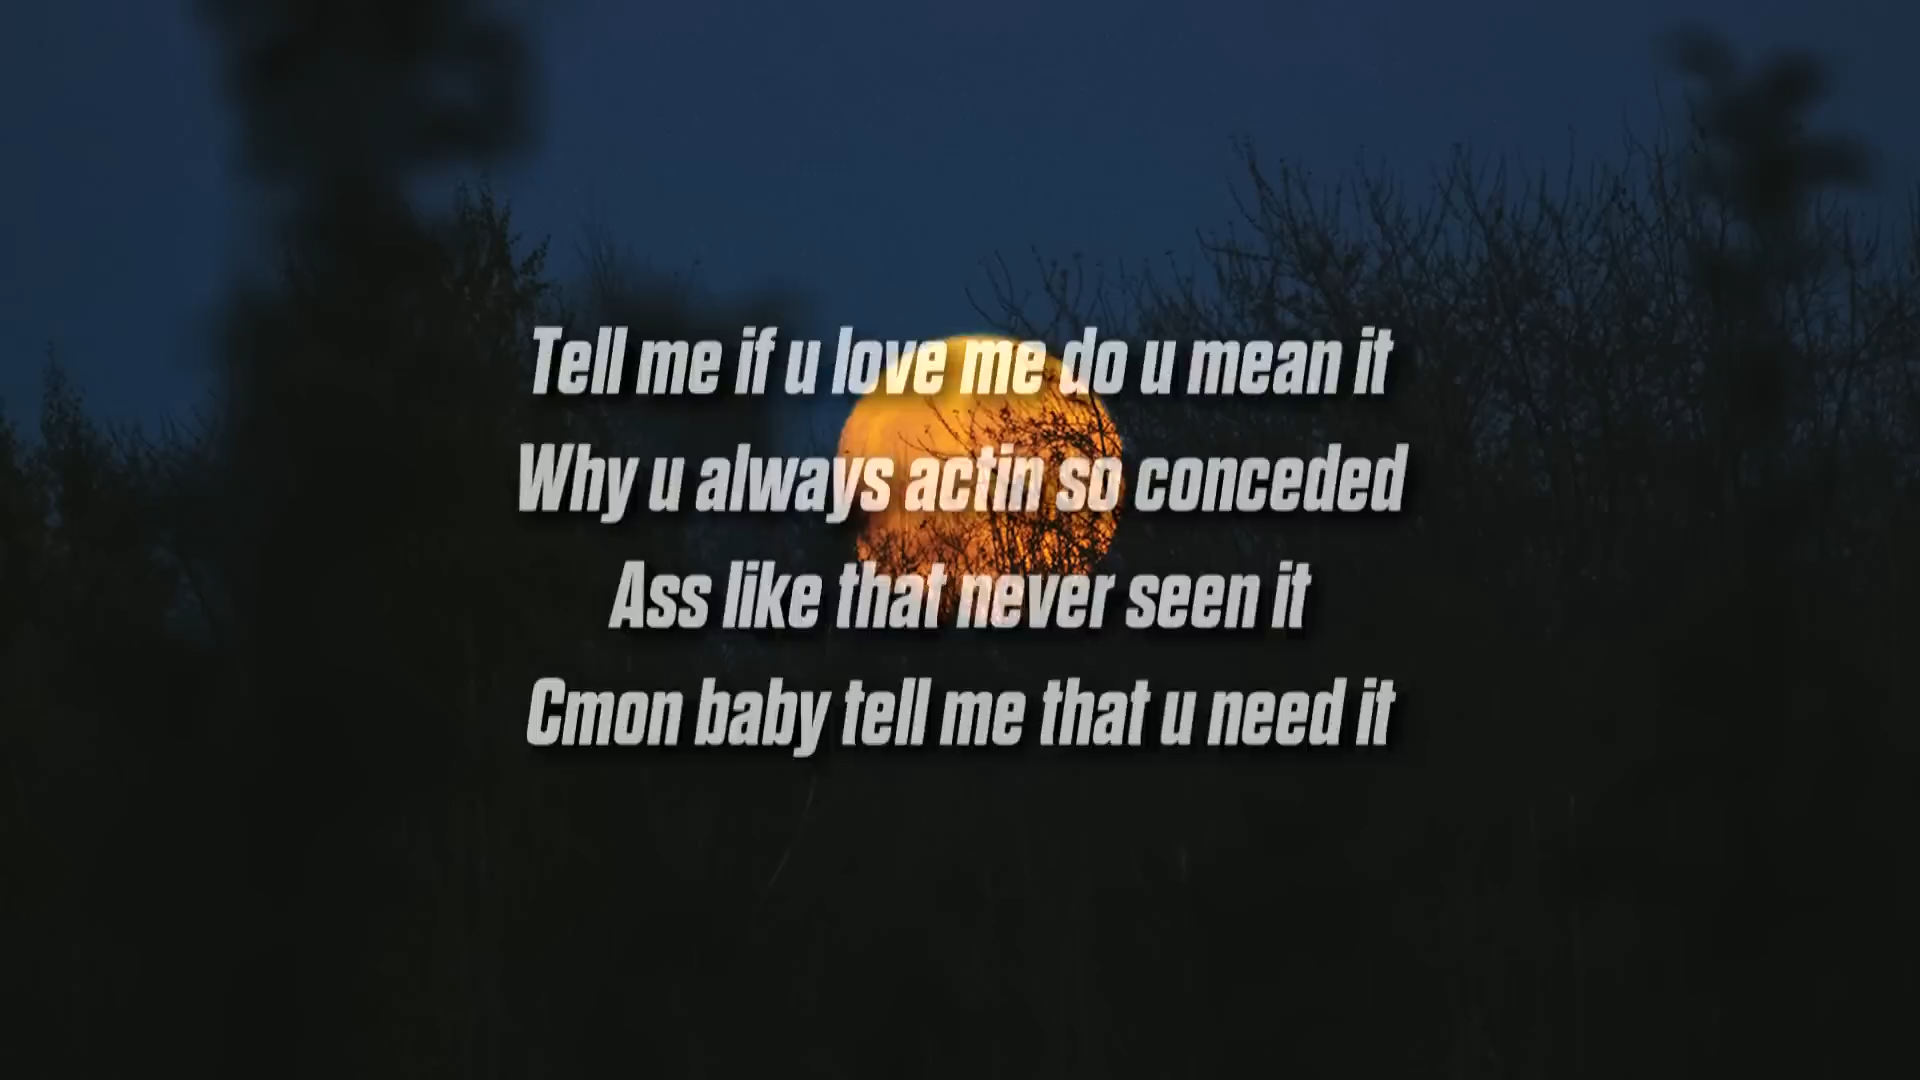 Tell me if u love me do u mean it
Why u always actin so conceded
Ass like that never seen it
Cmon baby tell me that u need it